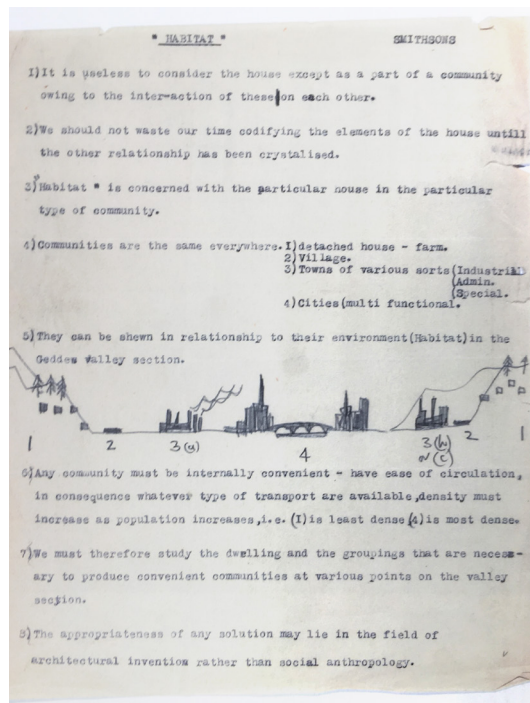 " HABITAT "
SMITHSONS
I)It is useless to consider the house except as a part of a community
owing to the inter-action of these on each other.
2)We should not waste our time codifying the elements of the house untill
the other relationship has been crystalised.
3)"Habitat " is concerned with the particular nouse in the particular
type of community.
4)Communities are the same everywhere. I)detached house - farm.
2)Village.
3)Towns of various sorts(Industrial
(Admin.
(Special.
4)Cities(multi functional.
5)They can be shewn in relationship to their environment(Habitat)in the
Geddes Valley section.
1 2 3(a) 4 3(b) or (c) 2 1
6)Any community must be internally convenient - have ease of circulation,
in consequence whatever type of transport are available,density must
increase as population increases,i.e.(I)is least dense(4)is most dense.
7)We must therefore study the dwelling and the groupings that are necess-
ary to produce convenient communities at various points on the valley
section.
8)The appropriateness of any solution may lie in the field of
architectural invention rather than social anthropology.